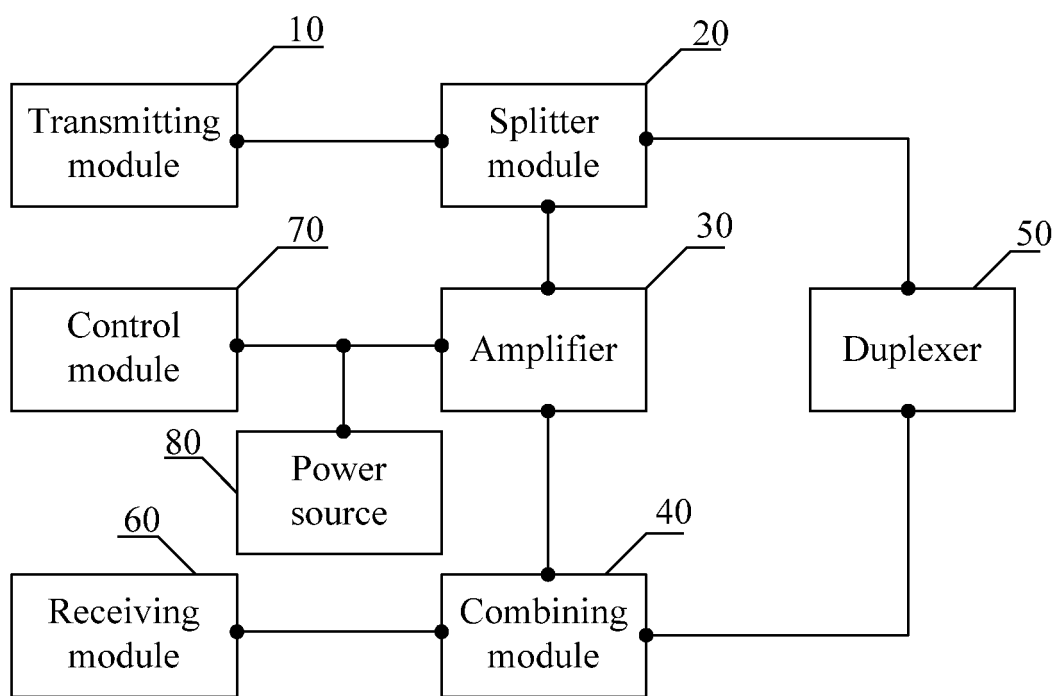 10
20
Transmitting
module
Splitter
module
70
30
50
Control
module
Amplifier
Duplexer
80
Power
source
60
40
Receiving
module
Combining
module